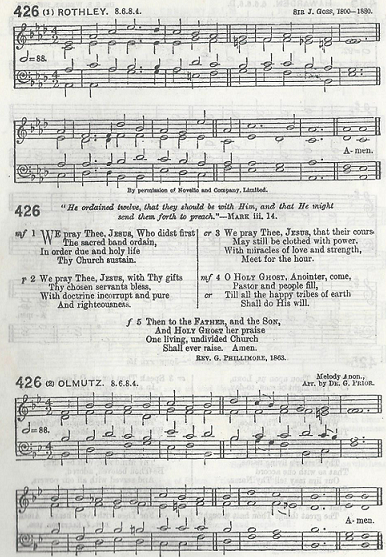 426 (1) ROTHLEY. 8.6.8.4. SIR J. GOSS, 1800—1880.
𝅗𝅥=88.
A-men.
By permission of Novello and Company, Limited.
426
"He ordained twelve, that they should be with Him, and that He might
send them forth to preach."—MARK iii. 14.
mf 1 WE pray Thee, JESUS, Who didst first
The sacred band ordain,
In order due and holy life
Thy Church sustain.
p 2 We pray Thee, JESUS, with Thy gifts
Thy chosen servants bless,
With doctrine incorrupt and pure
And righteousness.
cr 3 We pray Thee, JESUS, that their cours
May still be clothed with power.
With miracles of love and strength,
Meet for the hour.
mf 4 O HOLY GHOST, Anointer, come,
Pastor and people fill,
cr Till all the happy tribes of earth
Shall do His will.
f 5 Then to the FATHER, and the SON,
And HOLY GHOST her praise
One living, undivided Church
Shall ever raise. Amen.
REV. G. PHILLIMORE, 1863.
426 (2) OLMUTZ. 8.6.8.4. Melody Anon.,
Arr. by DR. G. PRIOR.
𝅗𝅥=88.
A-men.